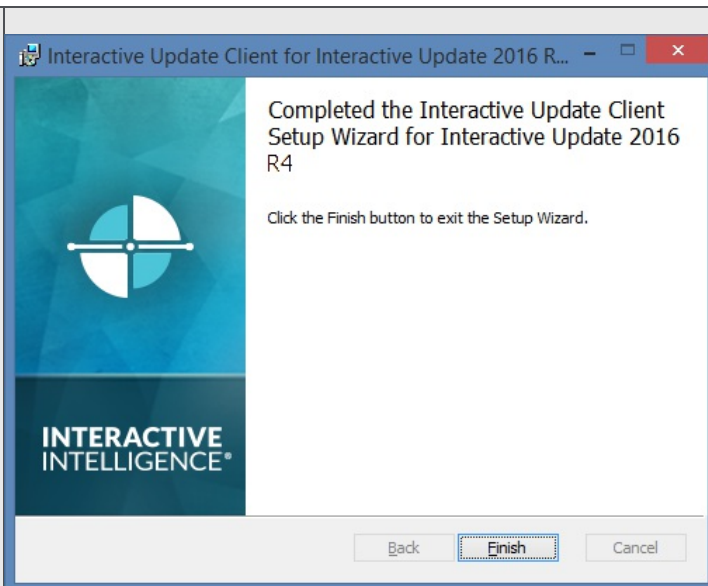 Interactive Update Client for Interactive Update 2016 R...
Completed the Interactive Update Client
Setup Wizard for Interactive Update 2016
R4
Click the Finish button to exit the Setup Wizard.
INTERACTIVE
INTELLIGENCE®
Back Finish Cancel